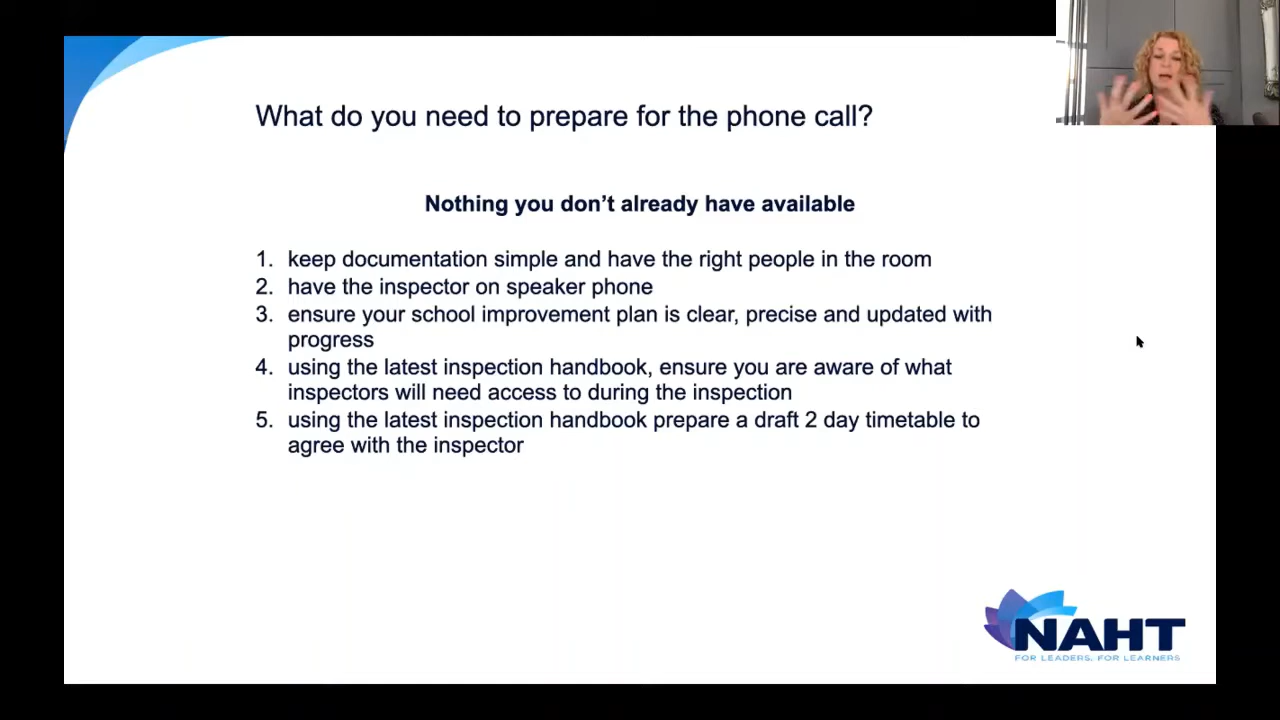 What do you need to prepare for the phone call?
Nothing you don't already have available
1. keep documentation simple and have the right people in the room
2. have the inspector on speaker phone
3. ensure your school improvement plan is clear, precise and updated with
progress
4. using the latest inspection handbook, ensure you are aware of what
inspectors will need access to during the inspection
5. using the latest inspection handbook prepare a draft 2 day timetable to
agree with the inspector
NAHT
FOR LEADERS, FOR LEARNERS